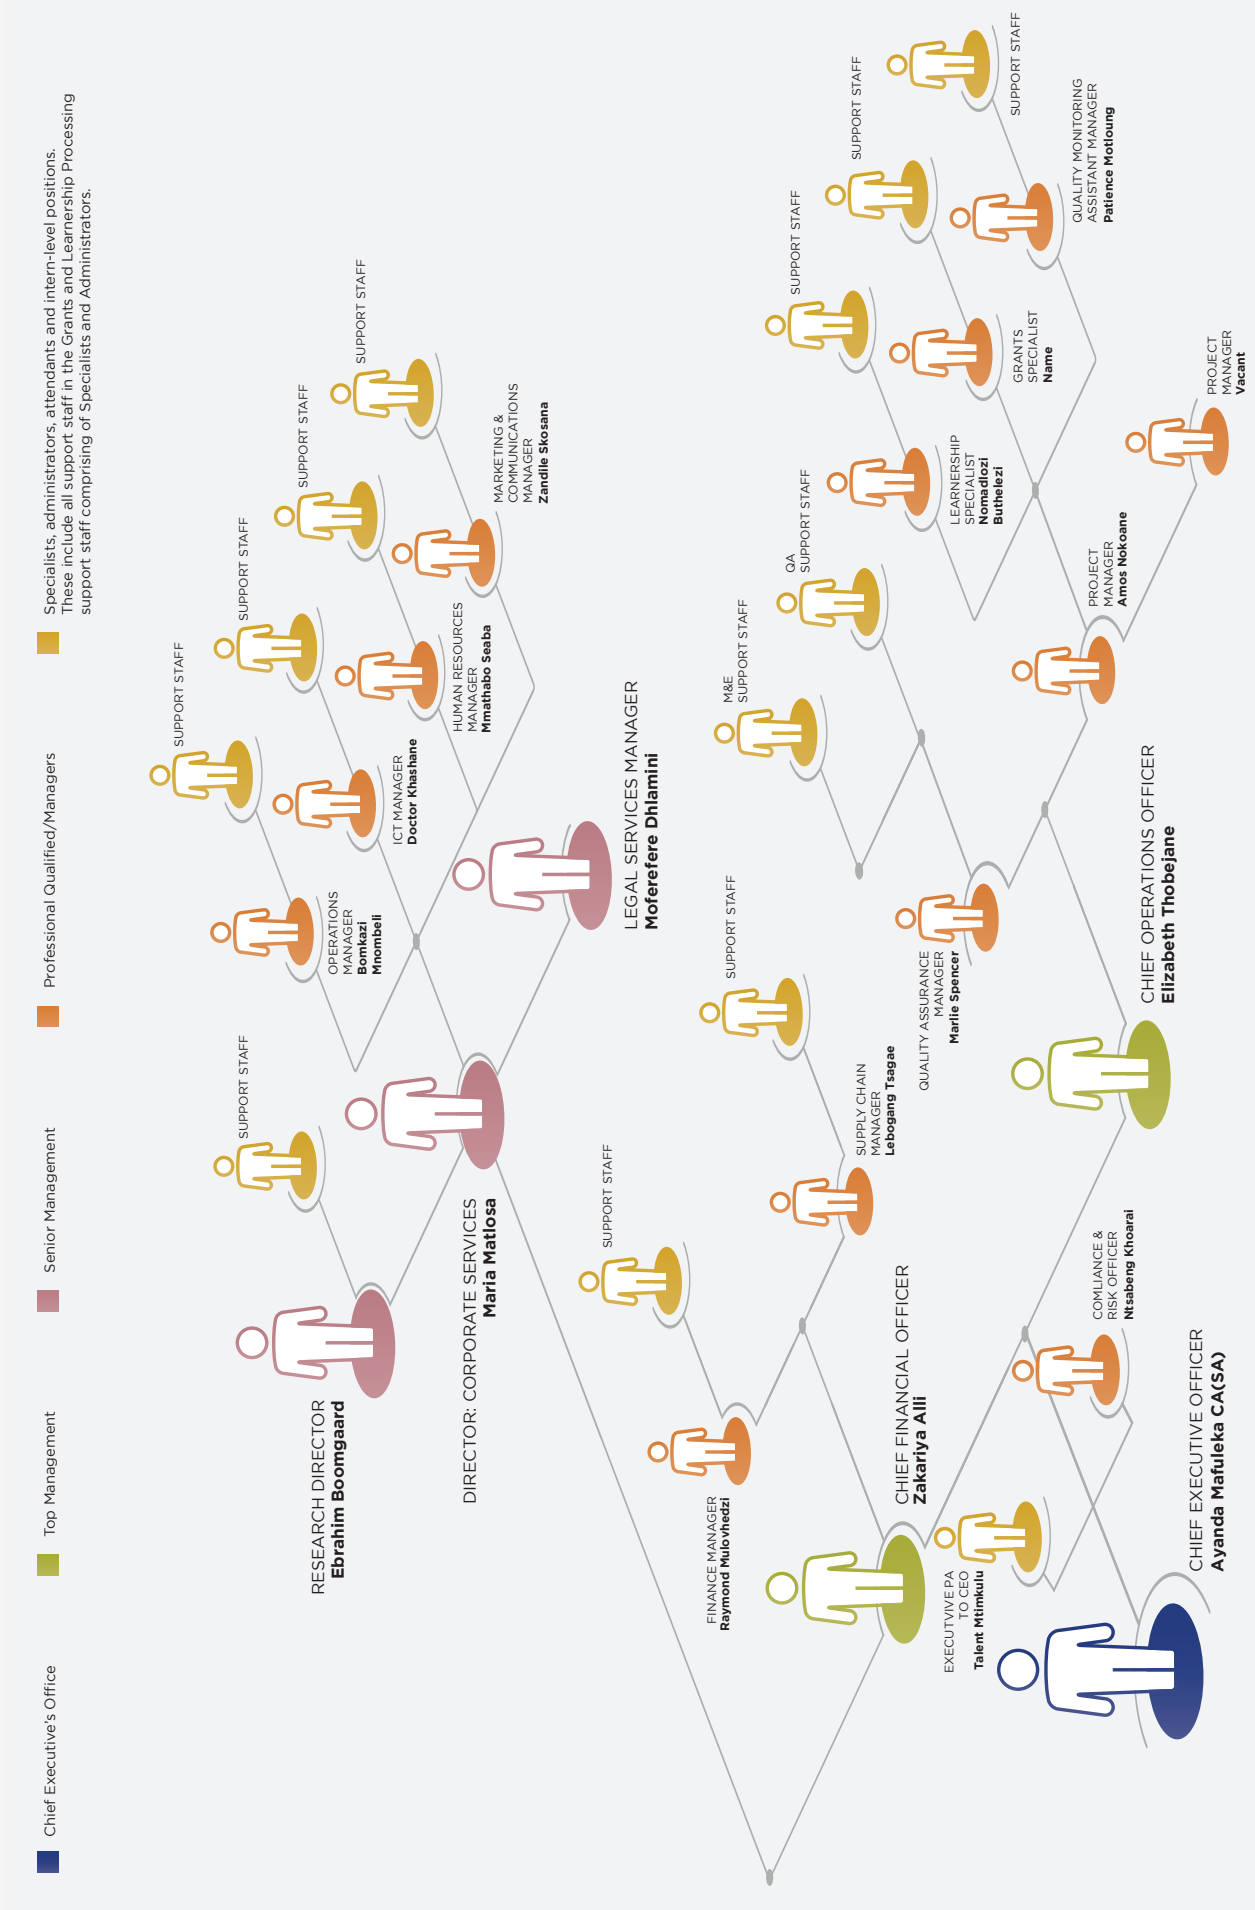 Chief Executive's Office
Top Management
Senior Management
Professional Qualified/Managers
Specialists, administrators, attendants and intern-level positions.
These include all support staff in the Grants and Learnership Processing
support staff comprising of Specialists and Administrators.
SUPPORT STAFF
SUPPORT STAFF
SUPPORT STAFF
SUPPORT STAFF
SUPPORT STAFF
RESEARCH DIRECTOR
Ebrahim Boomgaard
OPERATIONS
MANAGER
Bomkazi
Mnombeli
ICT MANAGER
Doctor Khashane
HUMAN RESOURCES
MANAGER
Mmathabo Seaba
MARKETING &
COMMUNICATIONS
MANAGER
Zandile Skosana
DIRECTOR: CORPORATE SERVICES
Maria Matlosa
LEGAL SERVICES MANAGER
Moferefere Dhlamini
SUPPORT STAFF
SUPPORT STAFF
M&E
SUPPORT STAFF
QA
SUPPORT STAFF
SUPPORT STAFF
SUPPORT STAFF
SUPPORT STAFF
FINANCE MANAGER
Raymond Mulovhedzi
SUPPLY CHAIN
MANAGER
Lebogang Tsagae
QUALITY ASSURANCE
MANAGER
Marlie Spencer
LEARNERSHIP
SPECIALIST
Nomadlozi
Buthelezi
GRANTS
SPECIALIST
Name
QUALITY MONITORING
ASSISTANT MANAGER
Patience Motloung
CHIEF FINANCIAL OFFICER
Zakariya Alli
EXECUTVIVE PA
TO CEO
Talent Mtimkulu
COMLIANCE &
RISK OFFICER
Ntsabeng Khoarai
PROJECT
MANAGER
Amos Nokoane
PROJECT
MANAGER
Vacant
CHIEF OPERATIONS OFFICER
Elizabeth Thobejane
CHIEF EXECUTIVE OFFICER
Ayanda Mafuleka CA(SA)